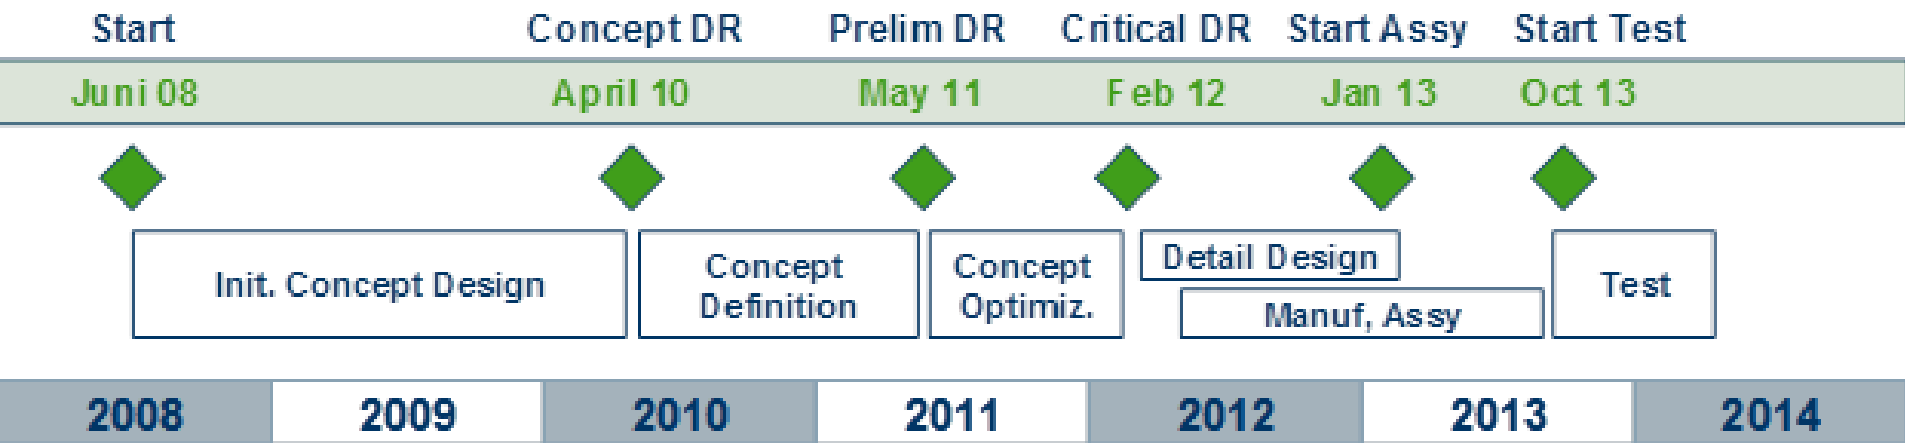 Start Concept DR Prelim DR Critical DR Start Assy Start Test
Juni 08 April 10 May 11 Feb 12 Jan 13 Oct 13
Init. Concept Design
Concept
Definition
Concept
Optimiz.
Detail Design
Manuf, Assy
Test
2008 2009 2010 2011 2012 2013 2014